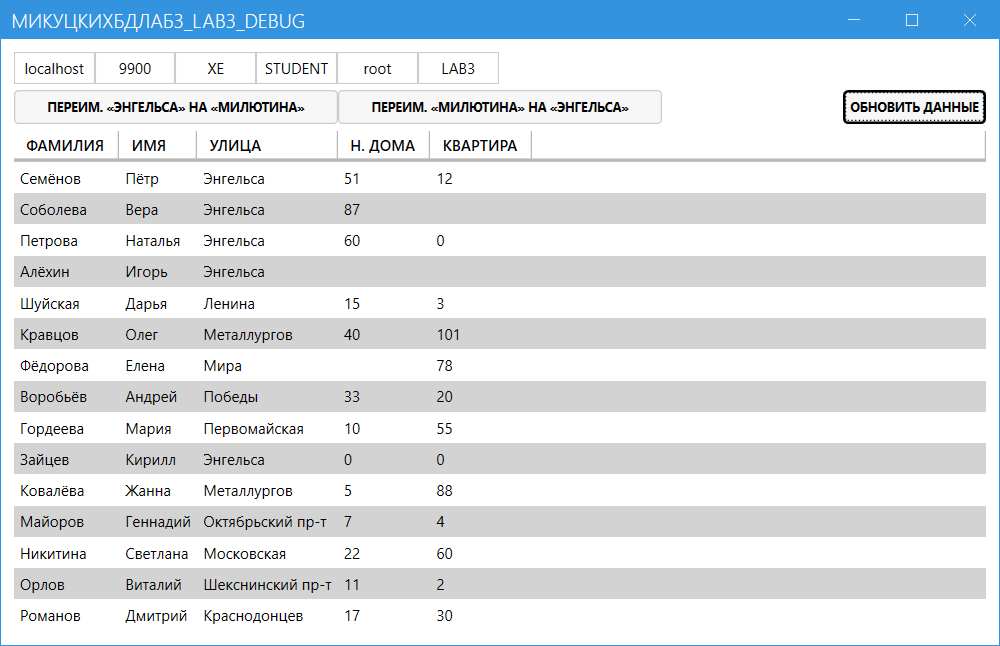 МИКУЦКИХБДЛАБ3_LAB3_DEBUG
localhost 9900 XE STUDENT root LAB3
ПЕРЕИМ. «ЭНГЕЛЬСА» НА «МИЛЮТИНА» ПЕРЕИМ. «МИЛЮТИНА» НА «ЭНГЕЛЬСА» ОБНОВИТЬ ДАННЫЕ
ФАМИЛИЯ ИМЯ УЛИЦА Н. ДОМА КВАРТИРА
Семёнов Пётр Энгельса 51 12
Соболева Вера Энгельса 87
Петрова Наталья Энгельса 60 0
Алёхин Игорь Энгельса
Шуйская Дарья Ленина 15 3
Кравцов Олег Металлургов 40 101
Фёдорова Елена Мира 78
Воробьёв Андрей Победы 33 20
Гордеева Мария Первомайская 10 55
Зайцев Кирилл Энгельса 0 0
Ковалёва Жанна Металлургов 5 88
Майоров Геннадий Октябрьский пр-т 7 4
Никитина Светлана Московская 22 60
Орлов Виталий Шекснинский пр-т 11 2
Романов Дмитрий Краснодонцев 17 30